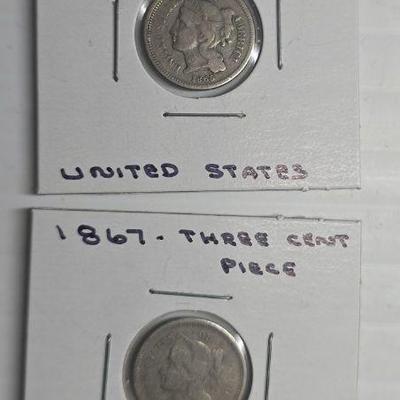 UNITED STATES
1867 - THREE CENT
PIECE